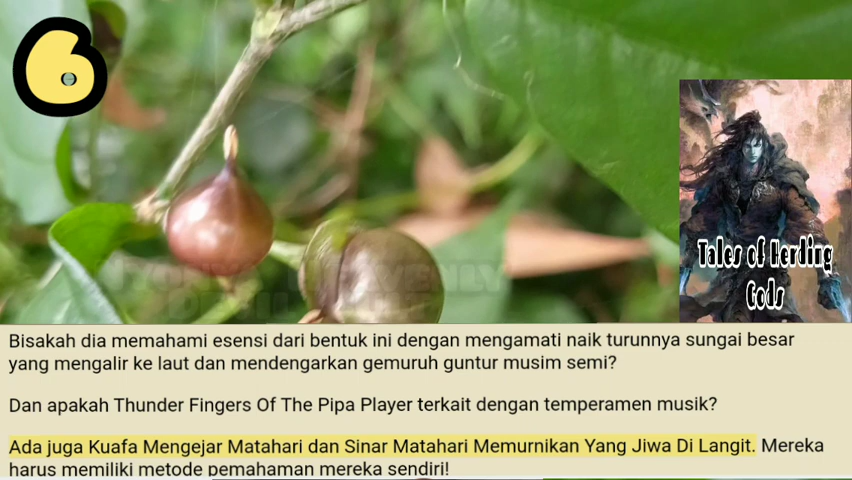 6
Tales of Herding
Gods
Bisakah dia memahami esensi dari bentuk ini dengan mengamati naik turunnya sungai besar
yang mengalir ke laut dan mendengarkan gemuruh guntur musim semi?
Dan apakah Thunder Fingers Of The Pipa Player terkait dengan temperamen musik?
Ada juga Kuafa Mengejar Matahari dan Sinar Matahari Memurnikan Yang Jiwa Di Langit. Mereka
harus memiliki metode pemahaman mereka sendiri!